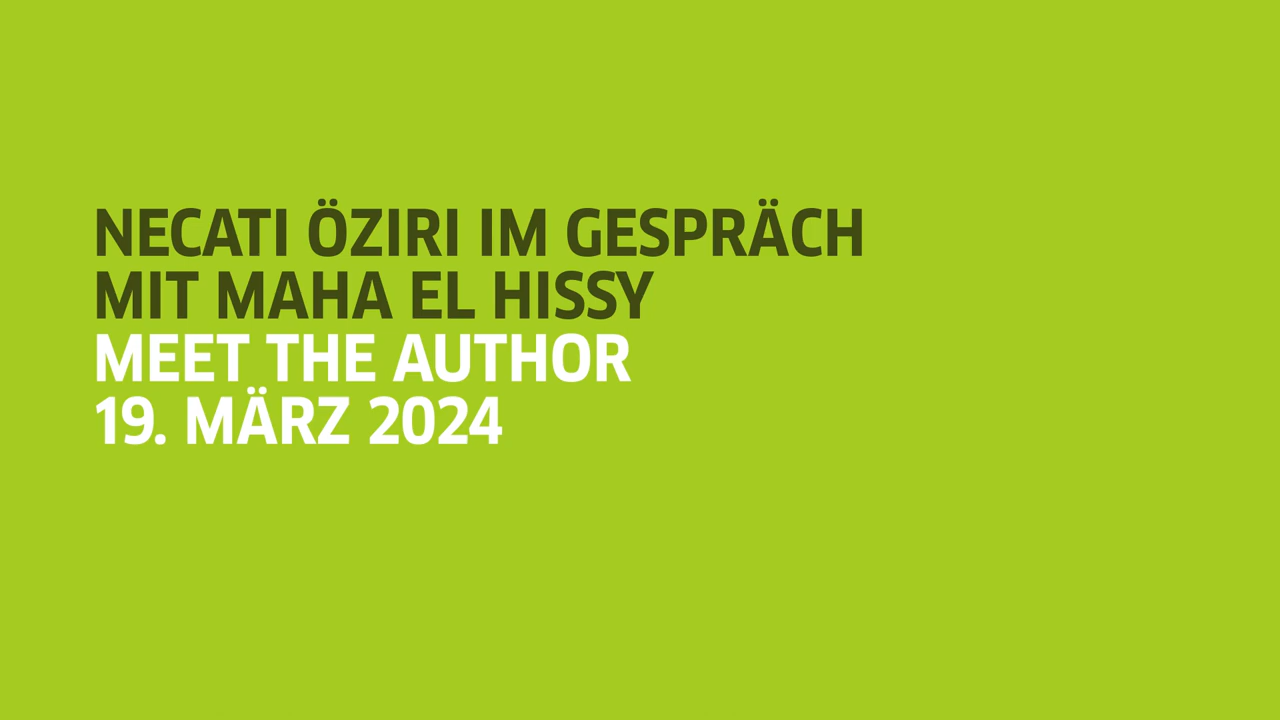 NECATI ÖZIRI IM GESPRÄCH
MIT MAHA EL HISSY
MEET THE AUTHOR
19. MÄRZ 2024